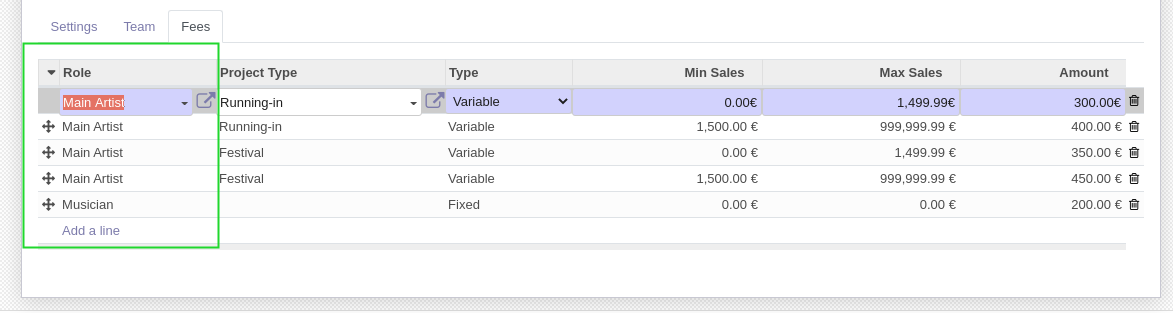 Settings Team Fees
Role Project Type Type Min Sales Max Sales Amount
Main Artist Running-in Variable 0.00€ 1,499.99€ 300.00€
Main Artist Running-in Variable 1,500.00 € 999,999.99 € 400.00 €
Main Artist Festival Variable 0.00 € 1,499.99 € 350.00 €
Main Artist Festival Variable 1,500.00 € 999,999.99 € 450.00 €
Musician Fixed 0.00 € 0.00 € 200.00 €
Add a line